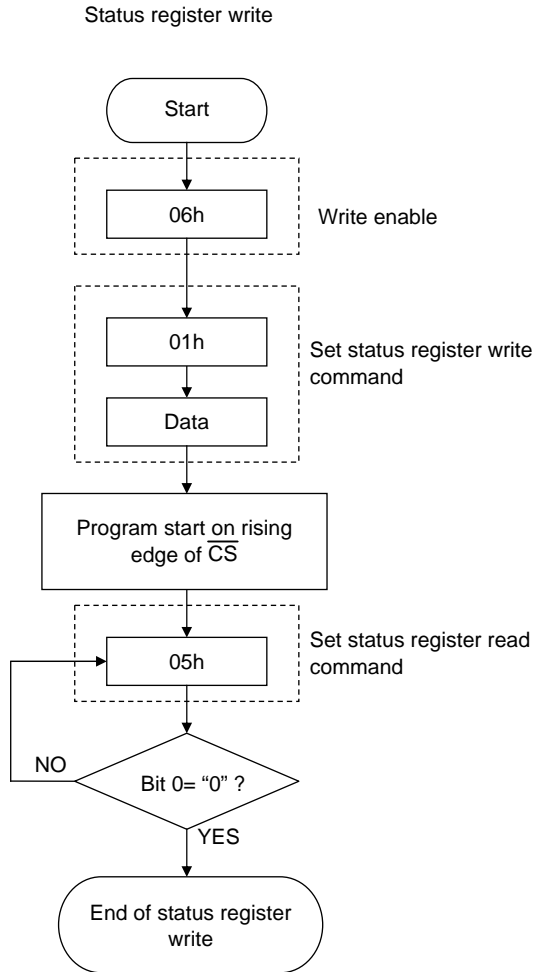 Status register write
Start
06h
Write enable
01h
Set status register write
command
Data
Program start on rising
edge of C̅S̅
05h
Set status register read
command
NO
Bit 0= “0” ?
YES
End of status register
write